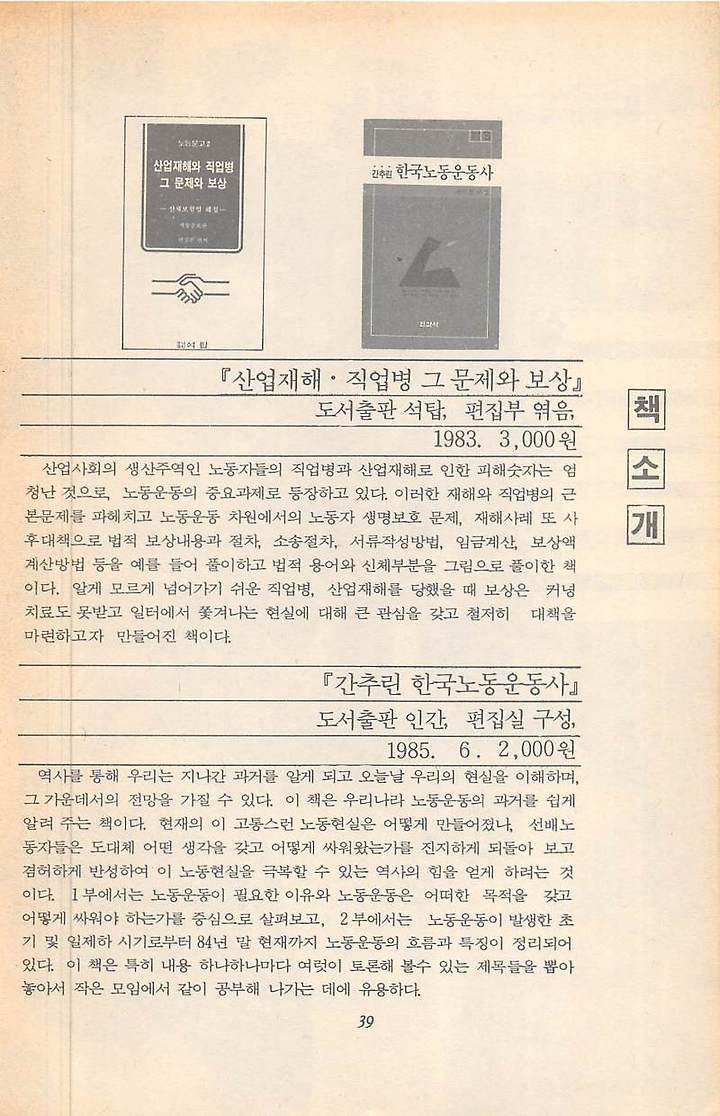 노동문고 2
산업재해와 직업병
그 문제와 보상
간추린 한국노동운동사
『산업재해·직업병 그 문제와 보상』
도서출판 석탑, 편집부 엮음,
1983. 3,000원
책
소
개
산업사회의 생산주역인 노동자들의 직업병과 산업재해로 인한 피해숫자는 엄
청난 것으로, 노동운동의 중요과제로 등장하고 있다. 이러한 재해와 직업병의 근
본문제를 파헤치고 노동운동 차원에서의 노동자 생명보호 문제, 재해사례 또 사
후대책으로 법적 보상내용과 절차, 소송절차, 서류작성방법, 임금계산, 보상액
계산방법 등을 예를 들어 풀이하고 법적 용어와 신체부분을 그림으로 풀이한 책
이다. 알게 모르게 넘어가기 쉬운 직업병, 산업재해를 당했을 때 보상은 커녕
치료도 못받고 일터에서 쫓겨나는 현실에 대해 큰 관심을 갖고 철저히 대책을
마련하고자 만들어진 책이다.
『간추린 한국노동운동사』
도서출판 인간, 편집실 구성,
1985. 6. 2,000원
역사를 통해 우리는 지나간 과거를 알게 되고 오늘날 우리의 현실을 이해하며,
그 가운데서의 전망을 가질 수 있다. 이 책은 우리나라 노동운동의 과거를 쉽게
알려 주는 책이다. 현재의 이 고통스런 노동현실은 어떻게 만들어졌나, 선배노
동자들은 도대체 어떤 생각을 갖고 어떻게 싸워왔는가를 진지하게 되돌아 보고
겸허하게 반성하여 이 노동현실을 극복할 수 있는 역사의 힘을 얻게 하려는 것
이다. 1부에서는 노동운동이 필요한 이유와 노동운동은 어떠한 목적을 갖고
어떻게 싸워야 하는가를 중심으로 살펴보고, 2부에서는 노동운동이 발생한 초
기 및 일제하 시기로부터 84년 말 현재까지 노동운동의 흐름과 특징이 정리되어
있다. 이 책은 특히 내용 하나하나마다 여럿이 토론해 볼수 있는 제목들을 뽑아
놓아서 작은 모임에서 같이 공부해 나가는 데에 유용하다.
39